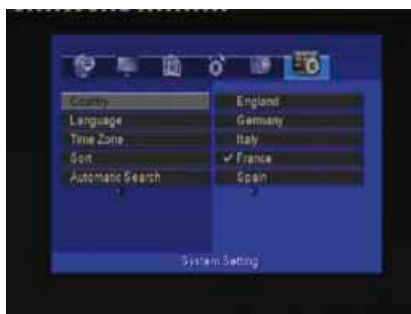 Country
Language
Time Zone
Sort
Automatic Search
England
Germany
Italy
✓ France
Spain
System Setting